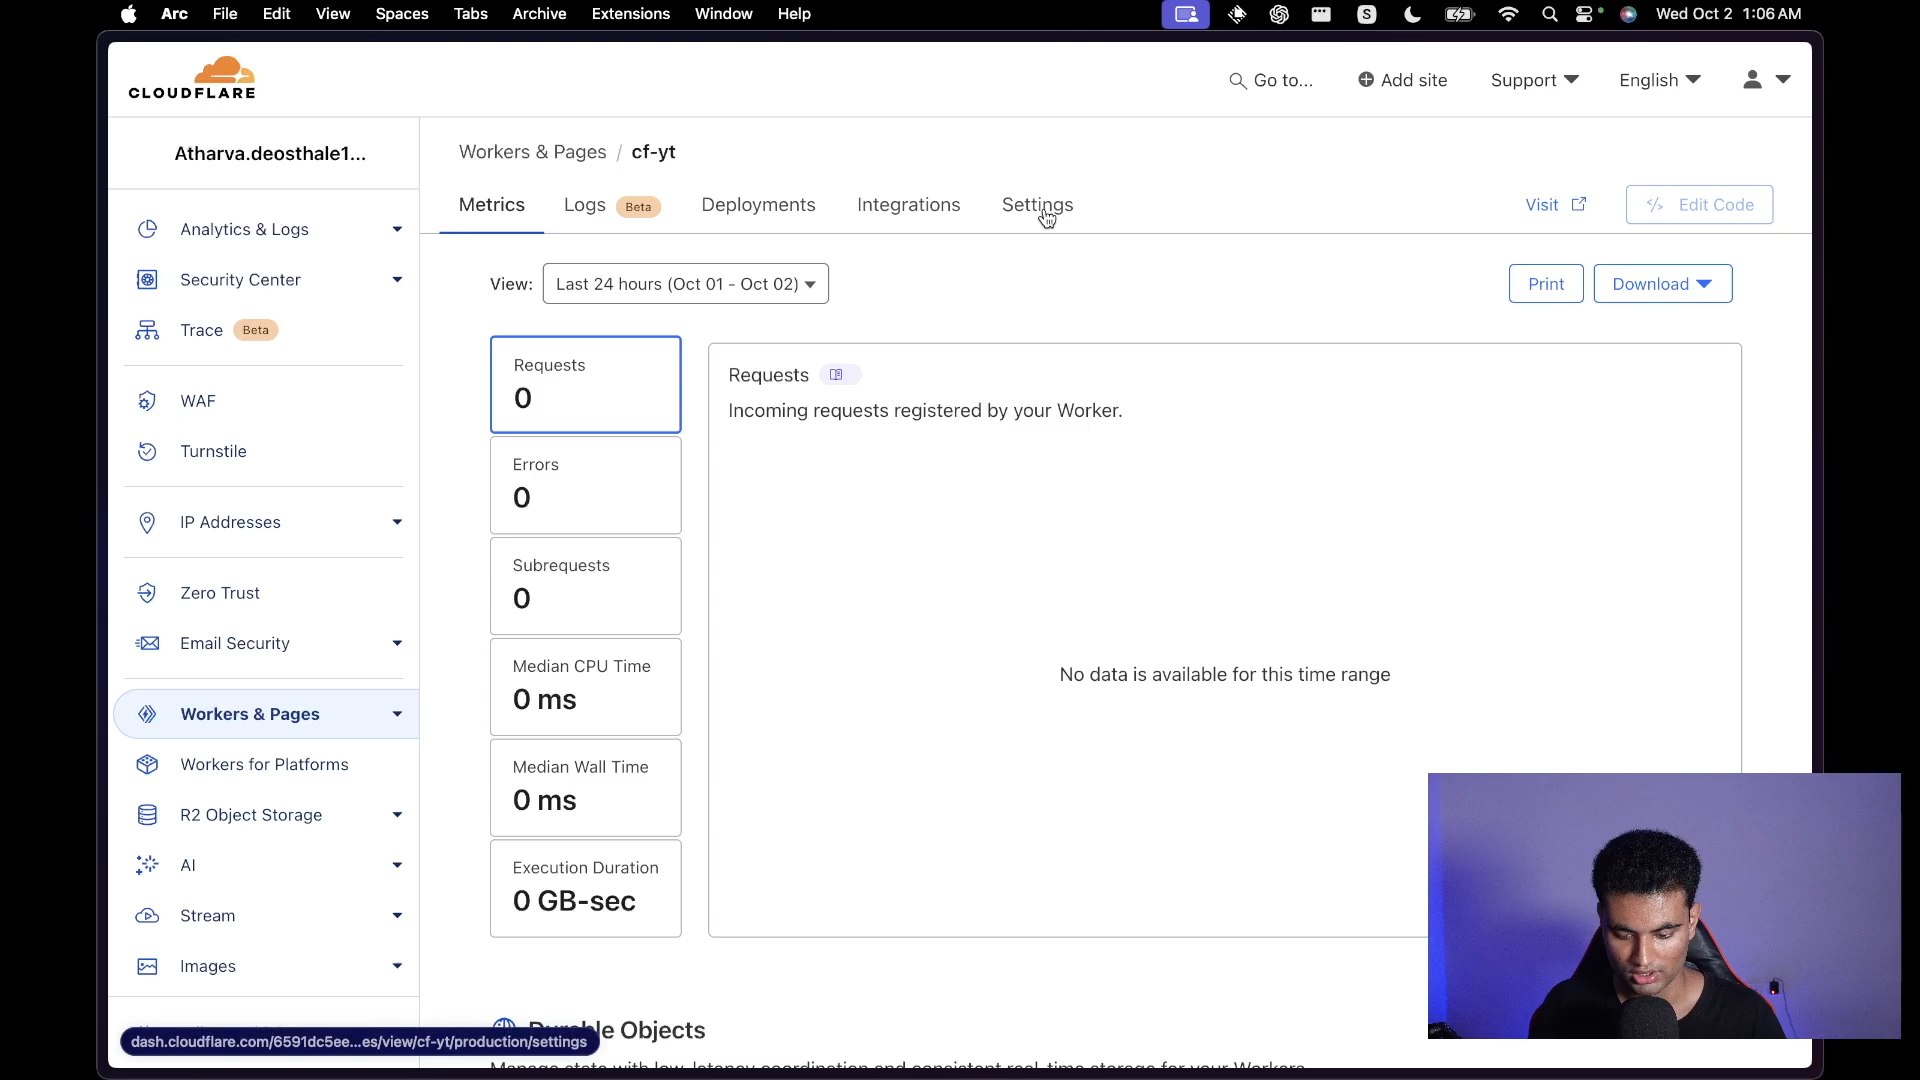 Arc File Edit View Spaces Tabs Archive Extensions Window Help
S
Wed Oct 2 1:06 AM
CLOUDFLARE
Go to...
Add site
Support
English
Atharva.deosthale1...
Analytics & Logs
Security Center
Trace Beta
WAF
Turnstile
IP Addresses
Zero Trust
Email Security
Workers & Pages
Workers for Platforms
R2 Object Storage
AI
Stream
Images
dash.cloudflare.com/6591dc5ee...es/view/cf-yt/production/settings
Workers & Pages / cf-yt
Metrics Logs Beta Deployments Integrations Settings
Visit
Edit Code
View: Last 24 hours (Oct 01 - Oct 02)
Print
Download
Requests
0
Errors
0
Subrequests
0
Median CPU Time
0 ms
Median Wall Time
0 ms
Execution Duration
0 GB-sec
Requests
Incoming requests registered by your Worker.
No data is available for this time range
Objects